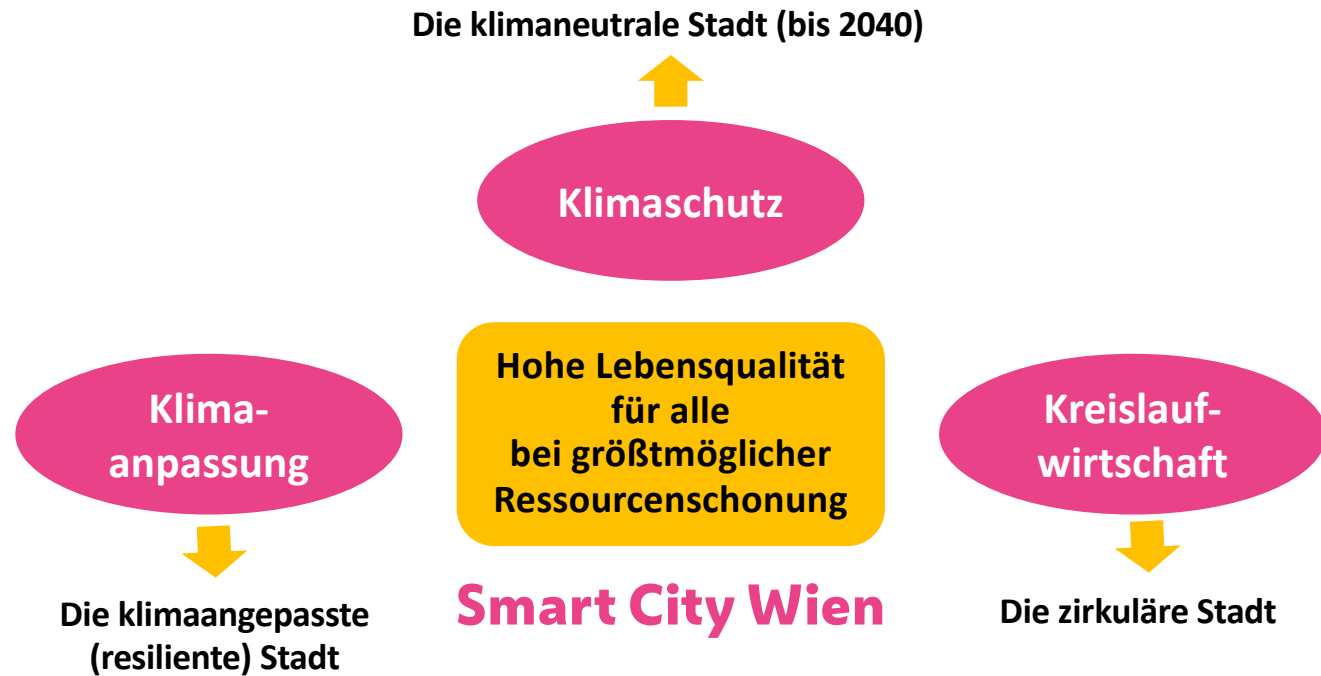 Die klimaneutrale Stadt (bis 2040)
Klimaschutz
Hohe Lebensqualität
für alle
bei größtmöglicher
Ressourcenschonung
Klima-
anpassung
Kreislauf-
wirtschaft
Smart City Wien
Die klimaangepasste
(resiliente) Stadt
Die zirkuläre Stadt